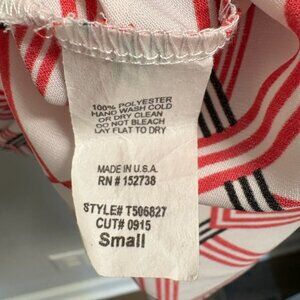 100% POLYESTER
HAND WASH COLD
OR DRY CLEAN
DO NOT BLEACH
LAY FLAT TO DRY
MADE IN U.S.A.
RN # 152738
STYLE# T506827
CUT# 0915
Small